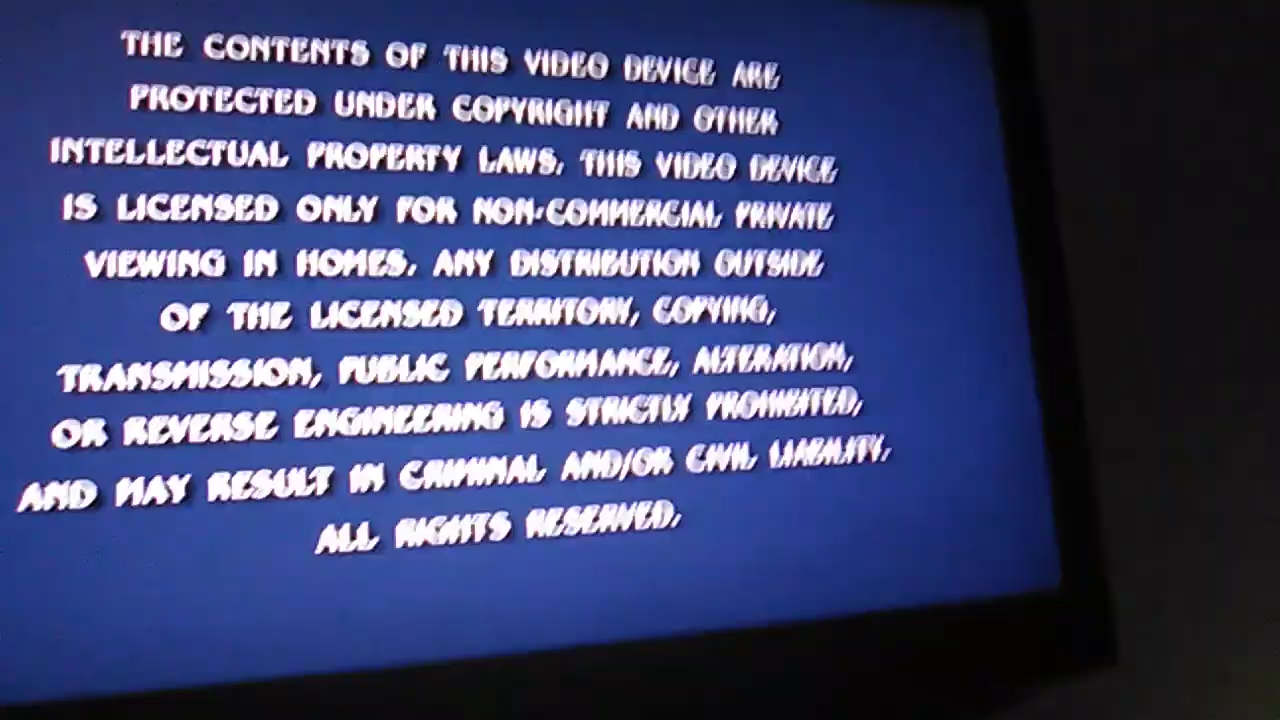 THE CONTENTS OF THIS VIDEO DEVICE ARE
PROTECTED UNDER COPYRIGHT AND OTHER
INTELLECTUAL PROPERTY LAWS. THIS VIDEO DEVICE
IS LICENSED ONLY FOR NON-COMMERCIAL PRIVATE
VIEWING IN HOMES. ANY DISTRIBUTION OUTSIDE
OF THE LICENSED TERRITORY, COPYING,
TRANSMISSION, PUBLIC PERFORMANCE, ALTERATION,
OR REVERSE ENGINEERING IS STRICTLY PROHIBITED,
AND MAY RESULT IN CRIMINAL AND/OR CIVIL LIABILITY.
ALL RIGHTS RESERVED.